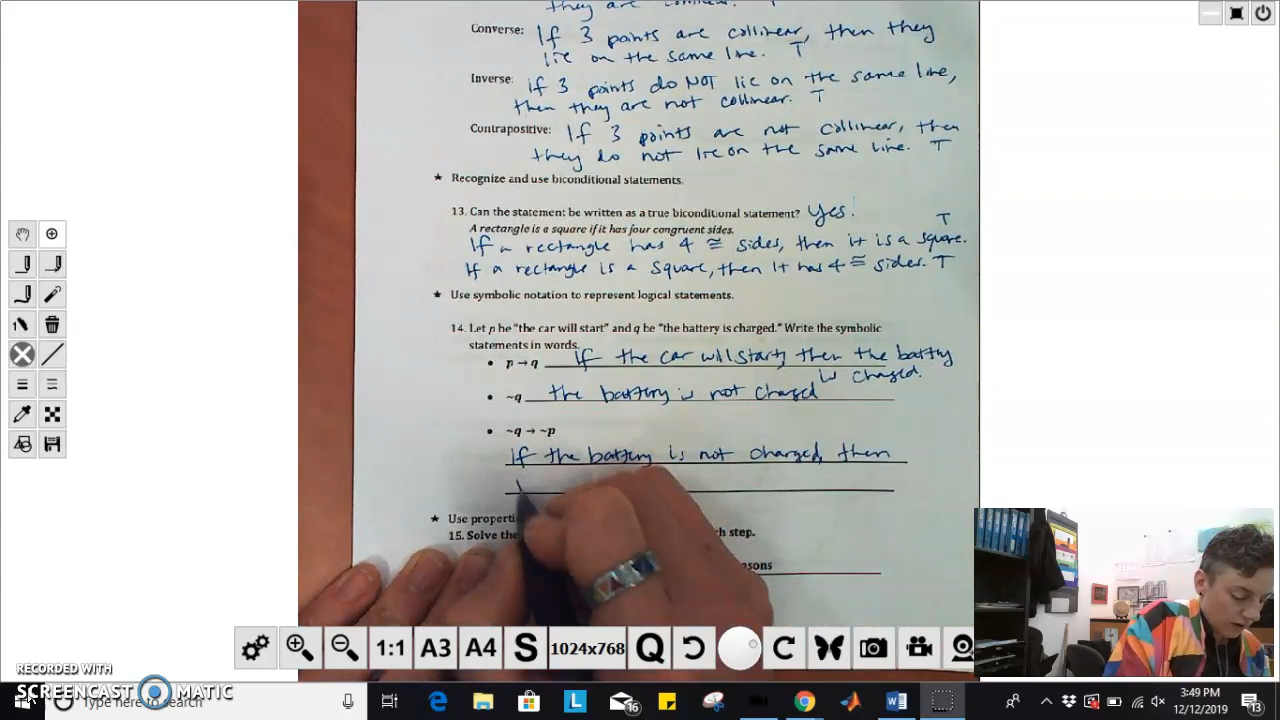 they are collinear. T
Converse: If 3 points are collinear, then they
lie on the same line. T
Inverse: if 3 points do NOT lie on the same line,
then they are not collinear. T
Contrapositive: If 3 points are not collinear, then
they do not lie on the same line. T
★ Recognize and use biconditional statements.
13. Can the statement be written as a true biconditional statement? Yes!
A rectangle is a square if it has four congruent sides. T
If a rectangle has 4 ≅ sides, then it is a square.
If a rectangle is a square, then it has 4 ≅ sides. T
★ Use symbolic notation to represent logical statements.
14. Let p be "the car will start" and q be "the battery is charged." Write the symbolic
statements in words.
• p → q if the car will start, then the battery
is charged.
• ~q the battery is not charged
• ~q → ~p
if the battery is not charged, then
★ Use properti
15. Solve the h step.
asons
1:1 A3 A4 S 1024x768 Q
RECORDED WITH
SCREENCAST MATIC
Type here to search
16
3:49 PM
12/12/2019
13